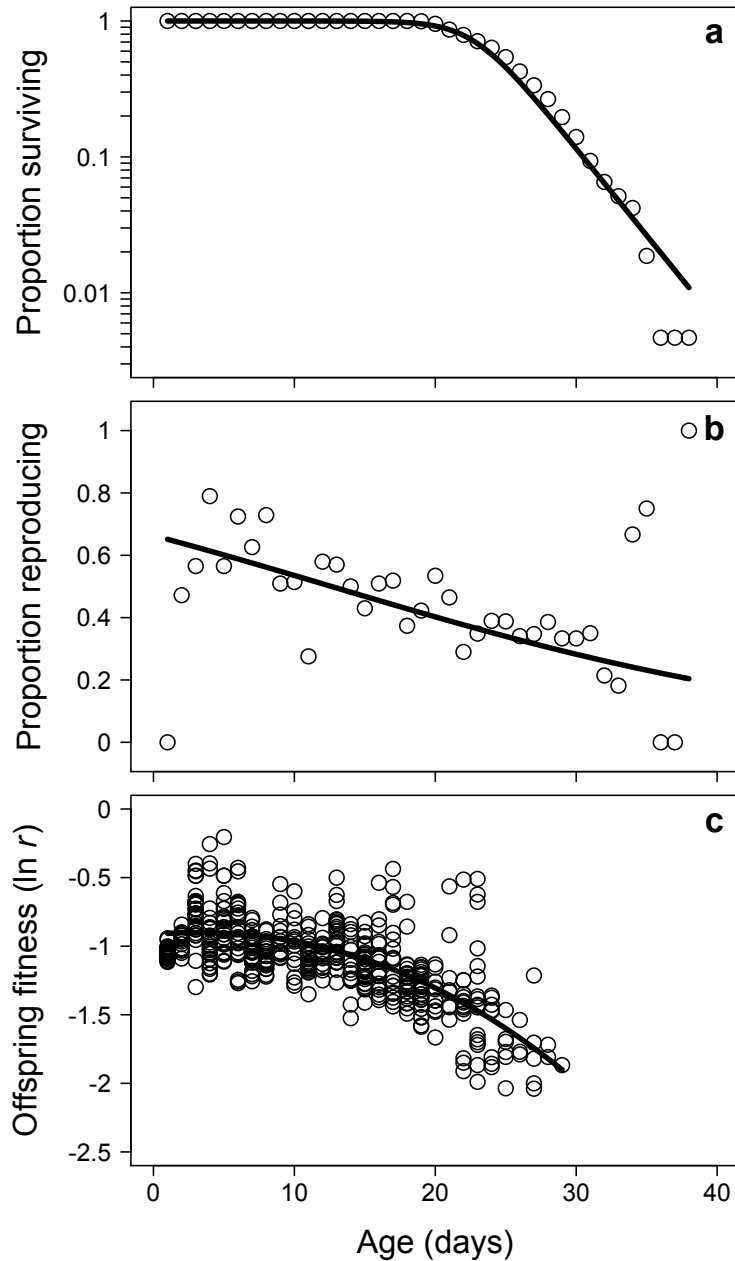 a
Proportion surviving
1
0.1
0.01
b
Proportion reproducing
1
0.8
0.6
0.4
0.2
0
c
Offspring fitness (ln r)
0
-0.5
-1
-1.5
-2
-2.5
0 10 20 30 40
Age (days)